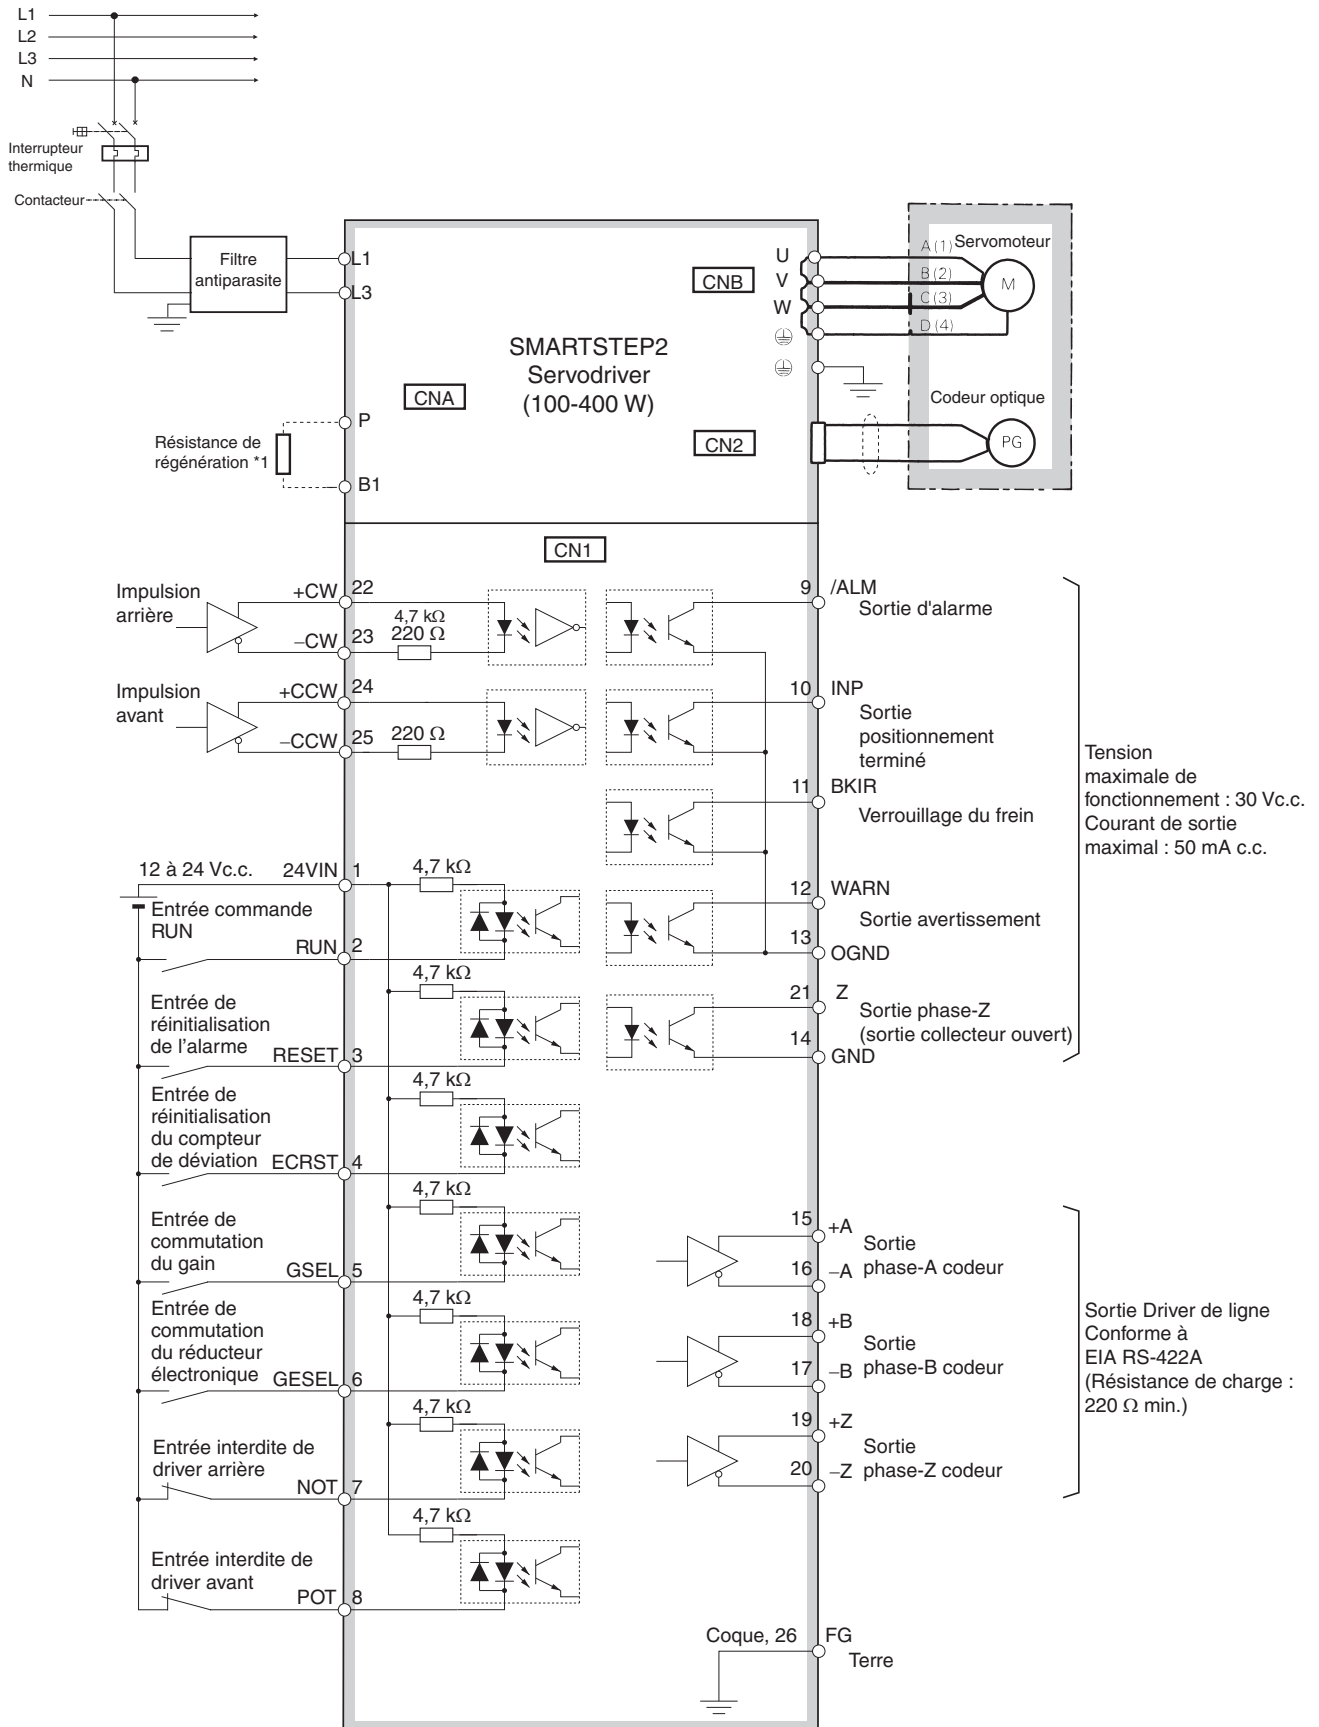 L1
L2
L3
N
Interrupteur
thermique
Contacteur
Filtre
antiparasite
L1
L3
SMARTSTEP2
Servodriver
(100-400 W)
CNA
CNB
CN2
U
V
W
A (1)
B (2)
C (3)
D (4)
Servomoteur
M
Codeur optique
PG
Résistance de
régénération *1
P
B1
CN1
Impulsion
arrière
+CW 22
4,7 kΩ
–CW 23 220 Ω
Impulsion
avant
+CCW 24
–CCW 25 220 Ω
12 à 24 Vc.c. 24VIN 1 4,7 kΩ
Entrée commande
RUN
RUN 2
4,7 kΩ
Entrée de
réinitialisation
de l'alarme
RESET 3
4,7 kΩ
Entrée de
réinitialisation
du compteur
de déviation ECRST 4
4,7 kΩ
Entrée de
commutation
du gain
GSEL 5
4,7 kΩ
Entrée de
commutation
du réducteur
électronique GESEL 6
4,7 kΩ
Entrée interdite de
driver arrière
NOT 7
4,7 kΩ
Entrée interdite de
driver avant
POT 8
9 /ALM
Sortie d'alarme
10 INP
Sortie
positionnement
terminé
11 BKIR
Verrouillage du frein
12 WARN
Sortie avertissement
13 OGND
21 Z
Sortie phase-Z
(sortie collecteur ouvert)
14 GND
Tension
maximale de
fonctionnement : 30 Vc.c.
Courant de sortie
maximal : 50 mA c.c.
15 +A
Sortie
phase-A codeur
16 –A
18 +B
Sortie
phase-B codeur
17 –B
19 +Z
Sortie
phase-Z codeur
20 –Z
Sortie Driver de ligne
Conforme à
EIA RS-422A
(Résistance de charge :
220 Ω min.)
Coque, 26 FG
Terre